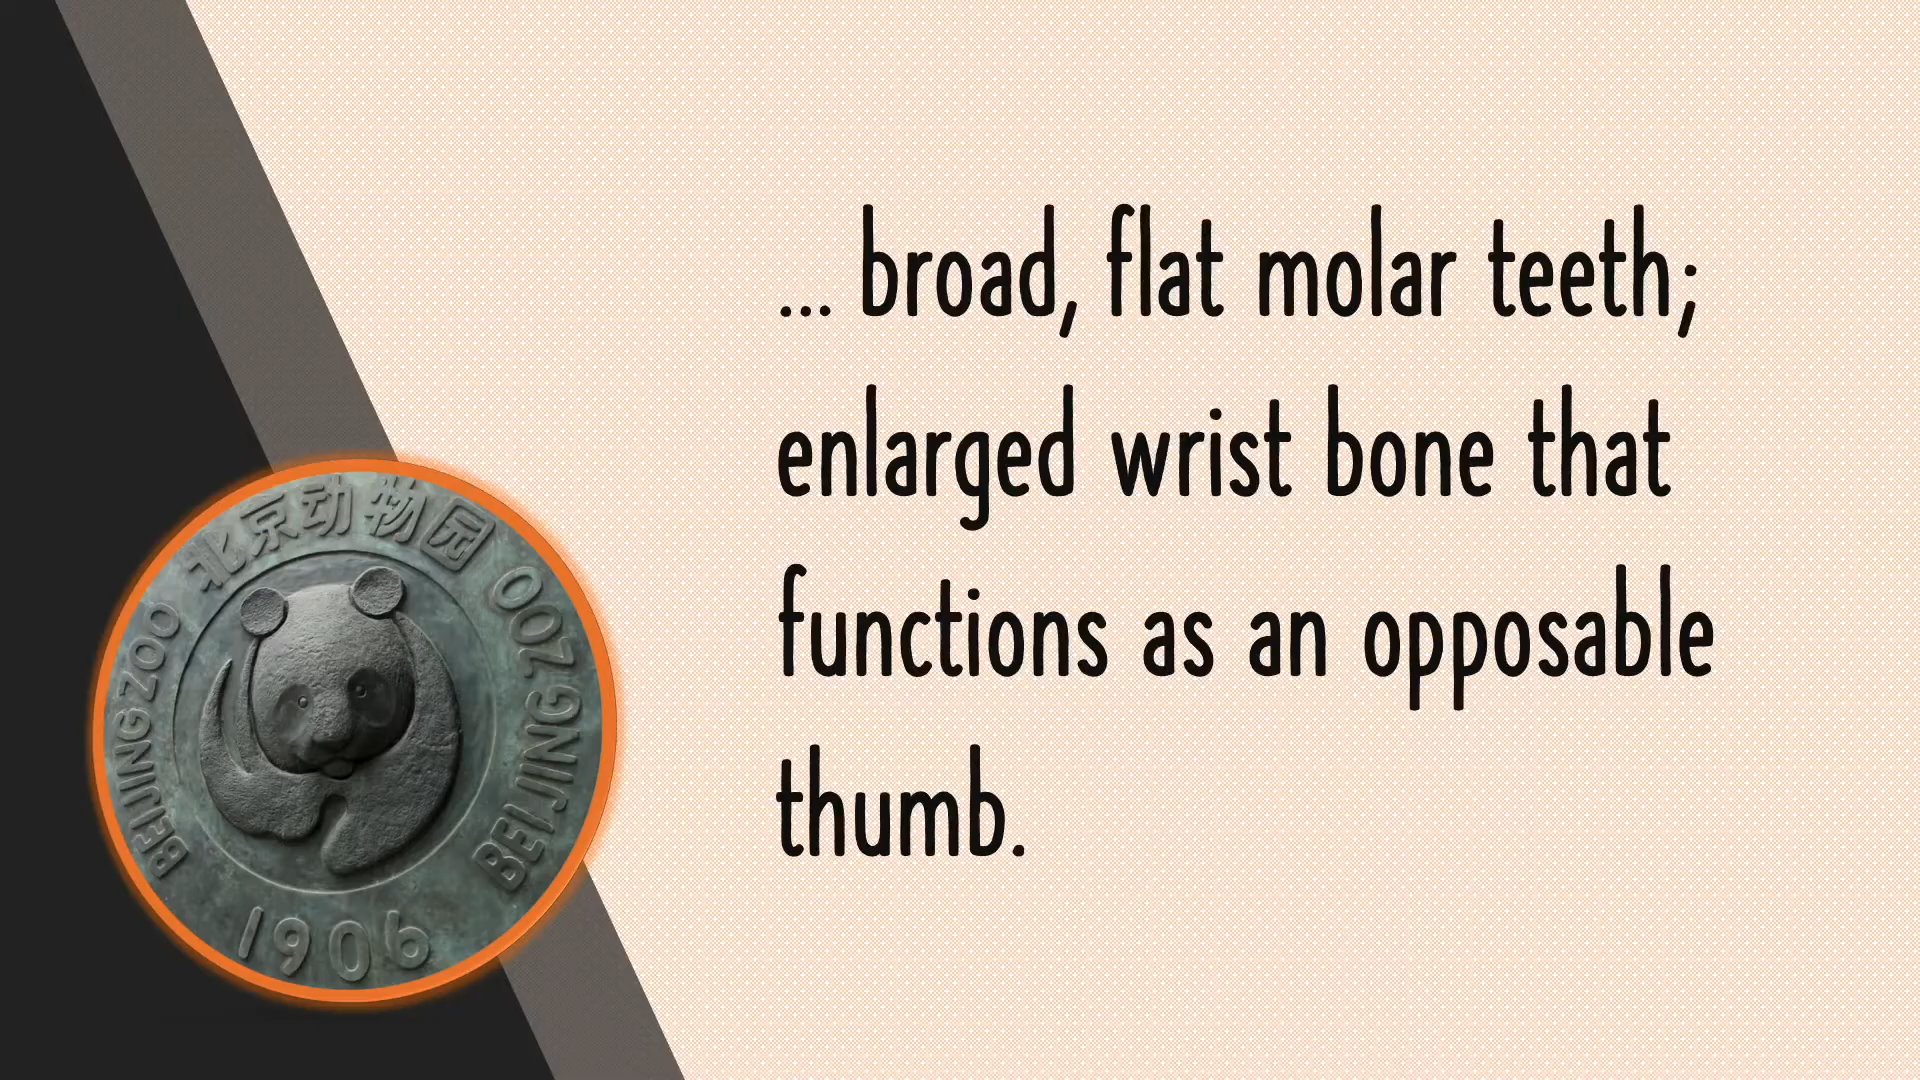 ... broad, flat molar teeth;
enlarged wrist bone that
functions as an opposable
thumb.
北京动物园
BEIJING ZOO
BEIJING ZOO
1906